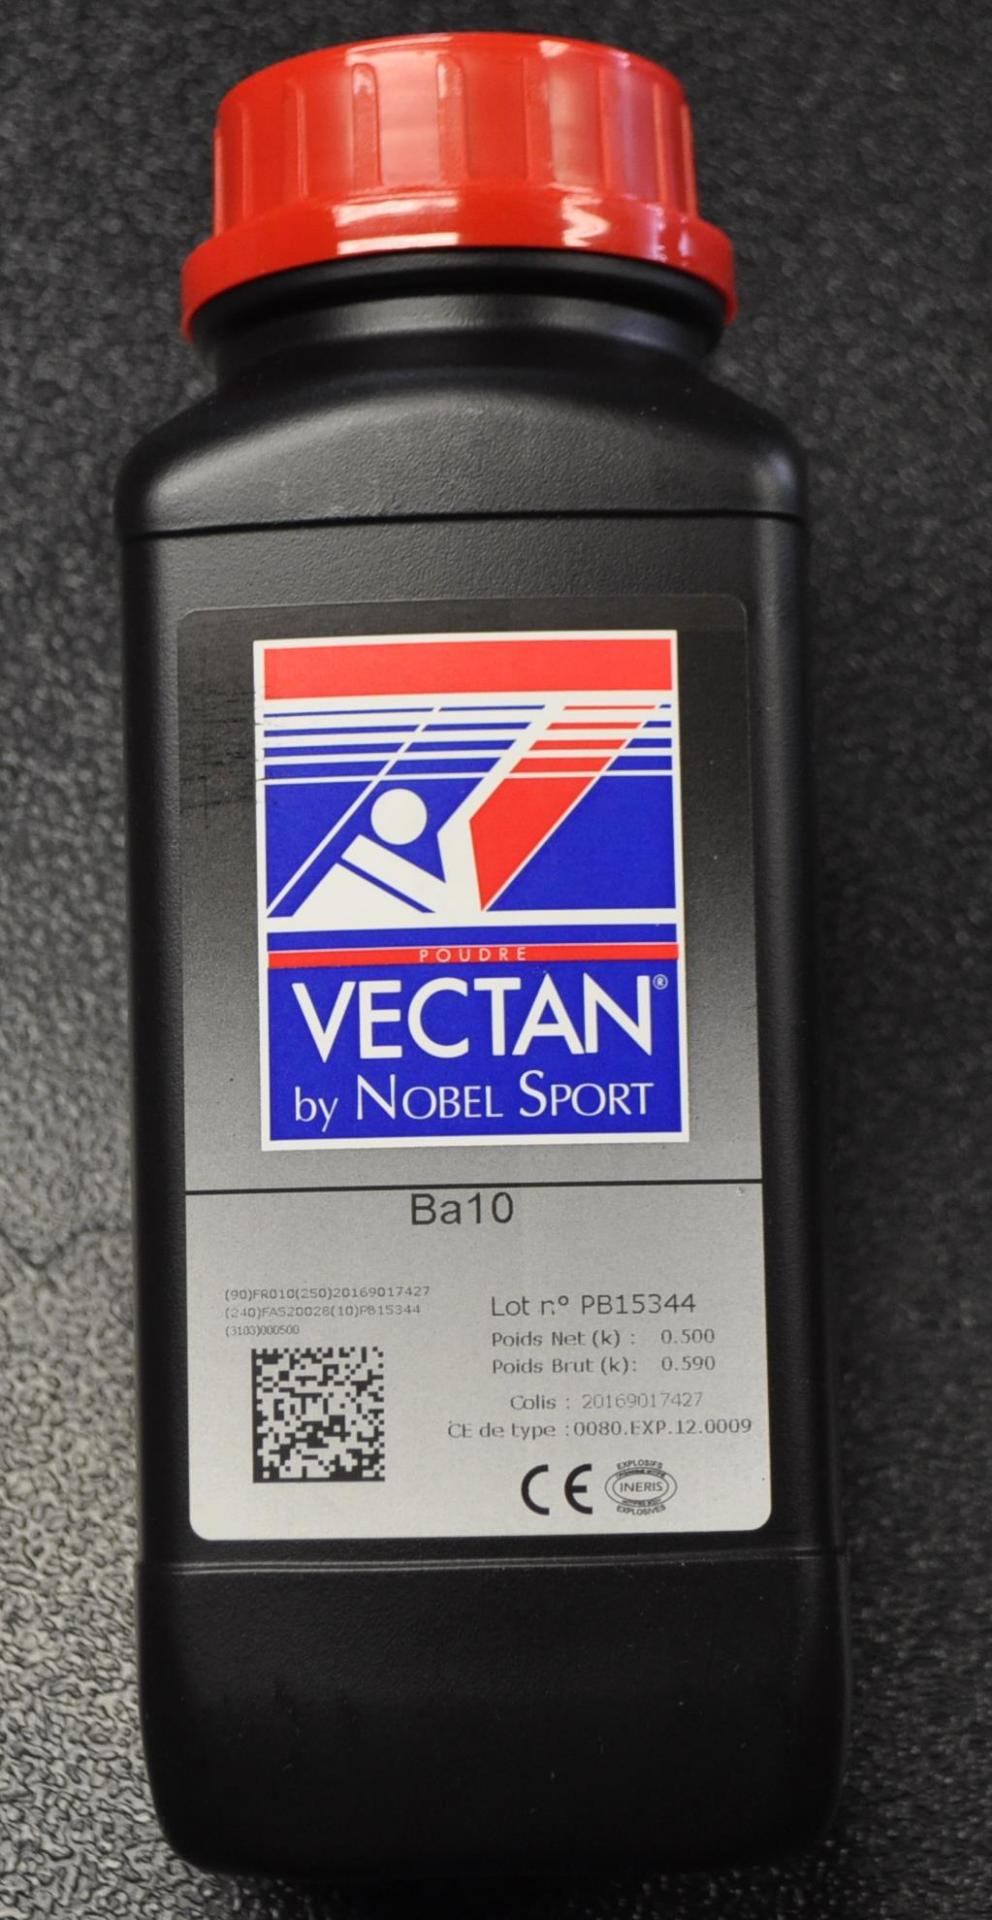 POUDRE
VECTAN®
by NOBEL SPORT
Ba10
(90)FR010(250)20169017427
(240)FAS20028(10)PB15344
(3103)000500
Lot n° PB15344
Poids Net (k) : 0.500
Poids Brut (k): 0.590
Colis : 20169017427
CE de type :0080.EXP.12.0009
CE
EXPLOSIFS
INERIS
EXPLOSIVES